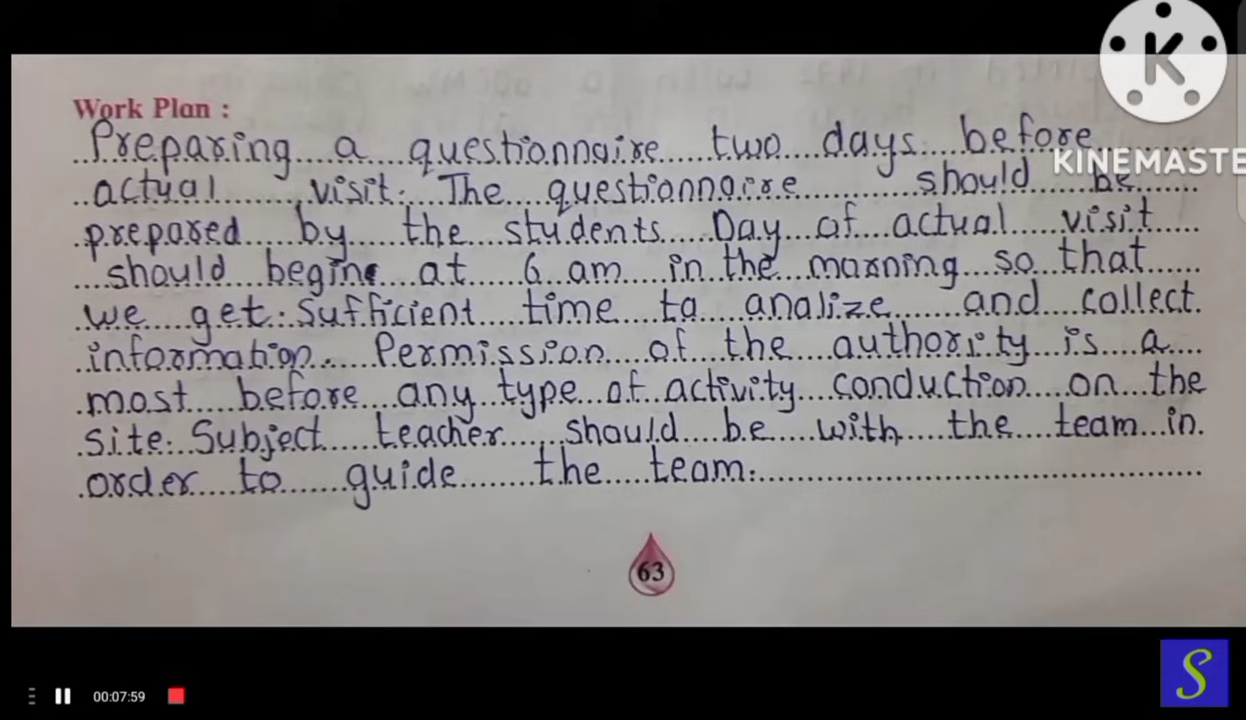 K
KINEMASTE
Work Plan :
Preparing a questionnaire two days before
actual visit. The questionnaire should be
prepared by the students. Day of actual visit
should begin at 6 am in the morning so that
we get sufficient time to analize and collect
information. Permission of the authority is a
most before any type of activity conduction on the
site. Subject teacher, should be with the team in
order to guide the team.
63
00:07:59
S